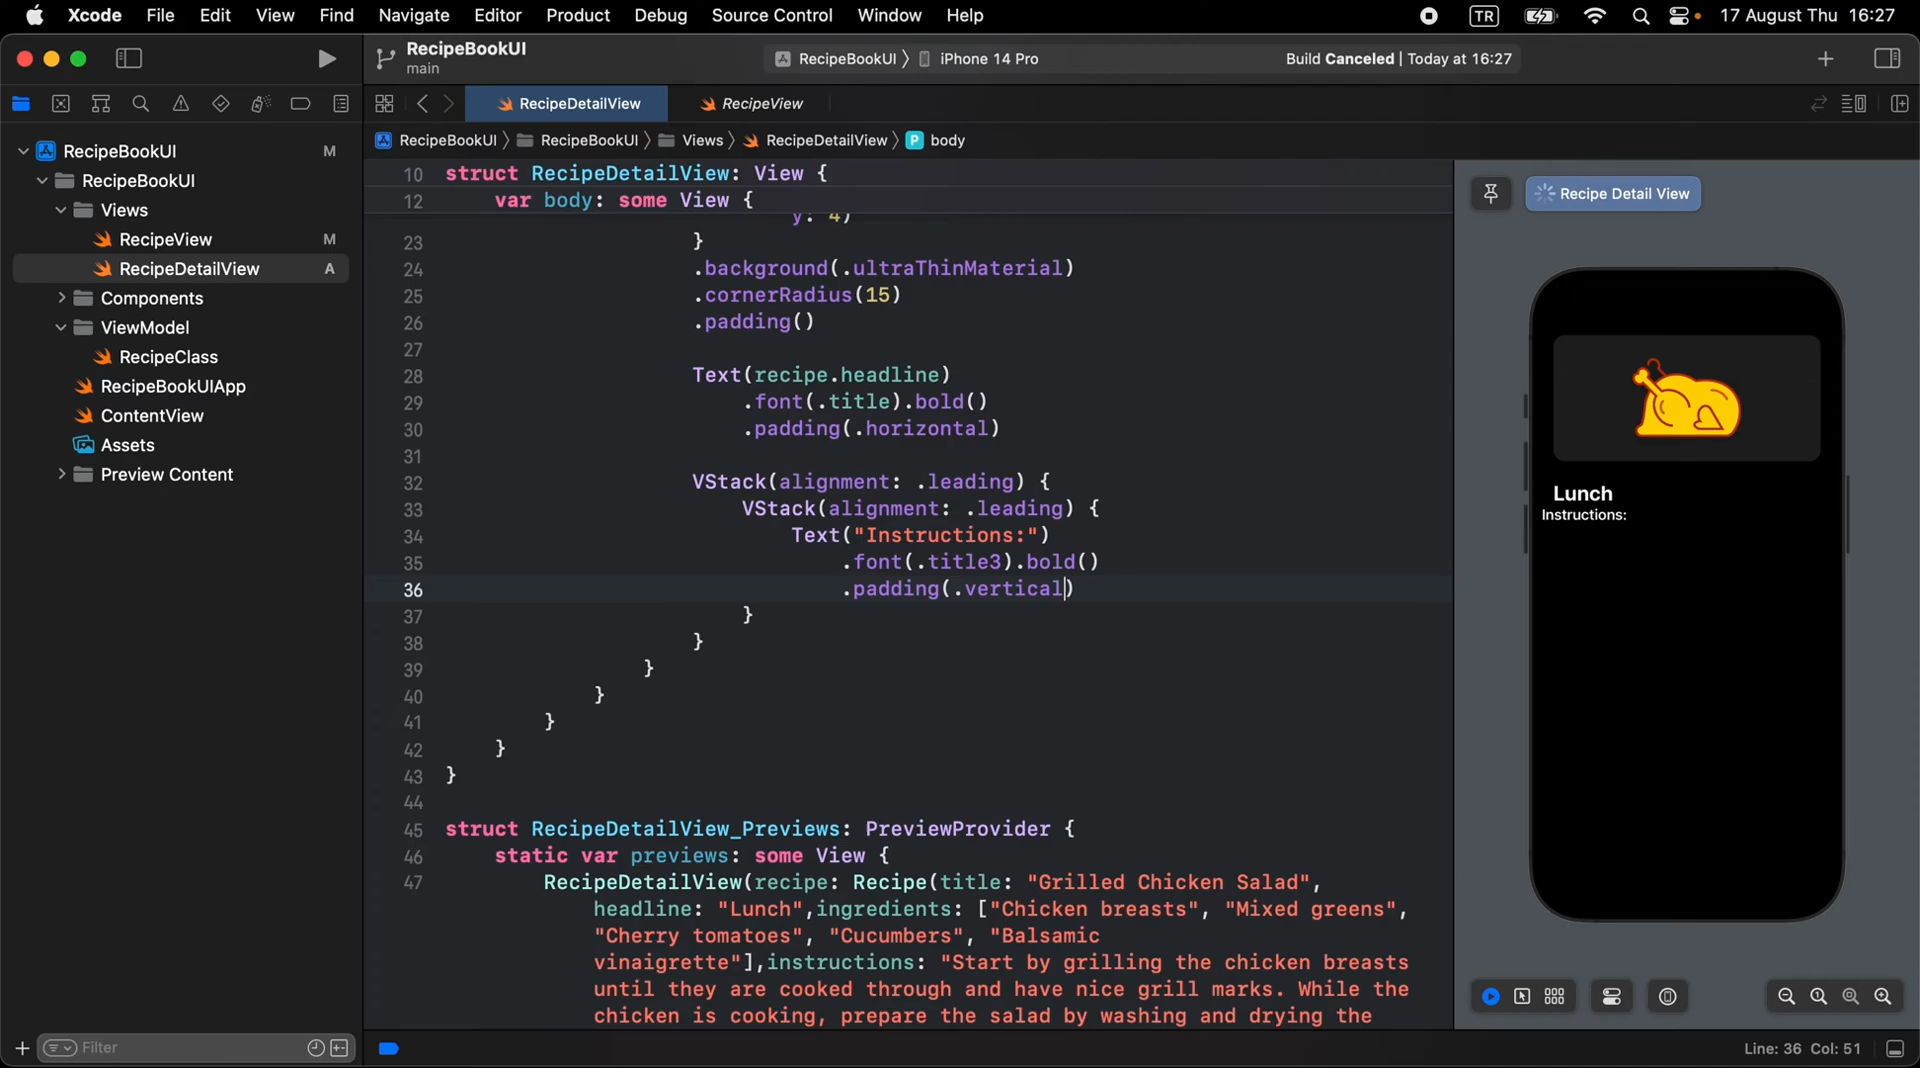 Xcode File Edit View Find Navigate Editor Product Debug Source Control Window Help TR 17 August Thu 16:27
RecipeBookUI
main
RecipeBookUI 〉 iPhone 14 Pro
Build Canceled | Today at 16:27
RecipeDetailView
RecipeView
RecipeBookUI 〉 RecipeBookUI 〉 Views 〉 RecipeDetailView 〉 P body
RecipeBookUI M
RecipeBookUI
Views
RecipeView M
RecipeDetailView A
Components
ViewModel
RecipeClass
RecipeBookUIApp
ContentView
Assets
Preview Content
Filter
10 struct RecipeDetailView: View {
12 var body: some View {
y: 4)
23 }
24 .background(.ultraThinMaterial)
25 .cornerRadius(15)
26 .padding()
27
28 Text(recipe.headline)
29 .font(.title).bold()
30 .padding(.horizontal)
31
32 VStack(alignment: .leading) {
33 VStack(alignment: .leading) {
34 Text("Instructions:")
35 .font(.title3).bold()
36 .padding(.vertical)
37 }
38 }
39 }
40 }
41 }
42 }
43 }
44
45 struct RecipeDetailView_Previews: PreviewProvider {
46 static var previews: some View {
47 RecipeDetailView(recipe: Recipe(title: "Grilled Chicken Salad",
headline: "Lunch",ingredients: ["Chicken breasts", "Mixed greens",
"Cherry tomatoes", "Cucumbers", "Balsamic
vinaigrette"],instructions: "Start by grilling the chicken breasts
until they are cooked through and have nice grill marks. While the
chicken is cooking, prepare the salad by washing and drying the
Recipe Detail View
Lunch
Instructions:
Line: 36 Col: 51